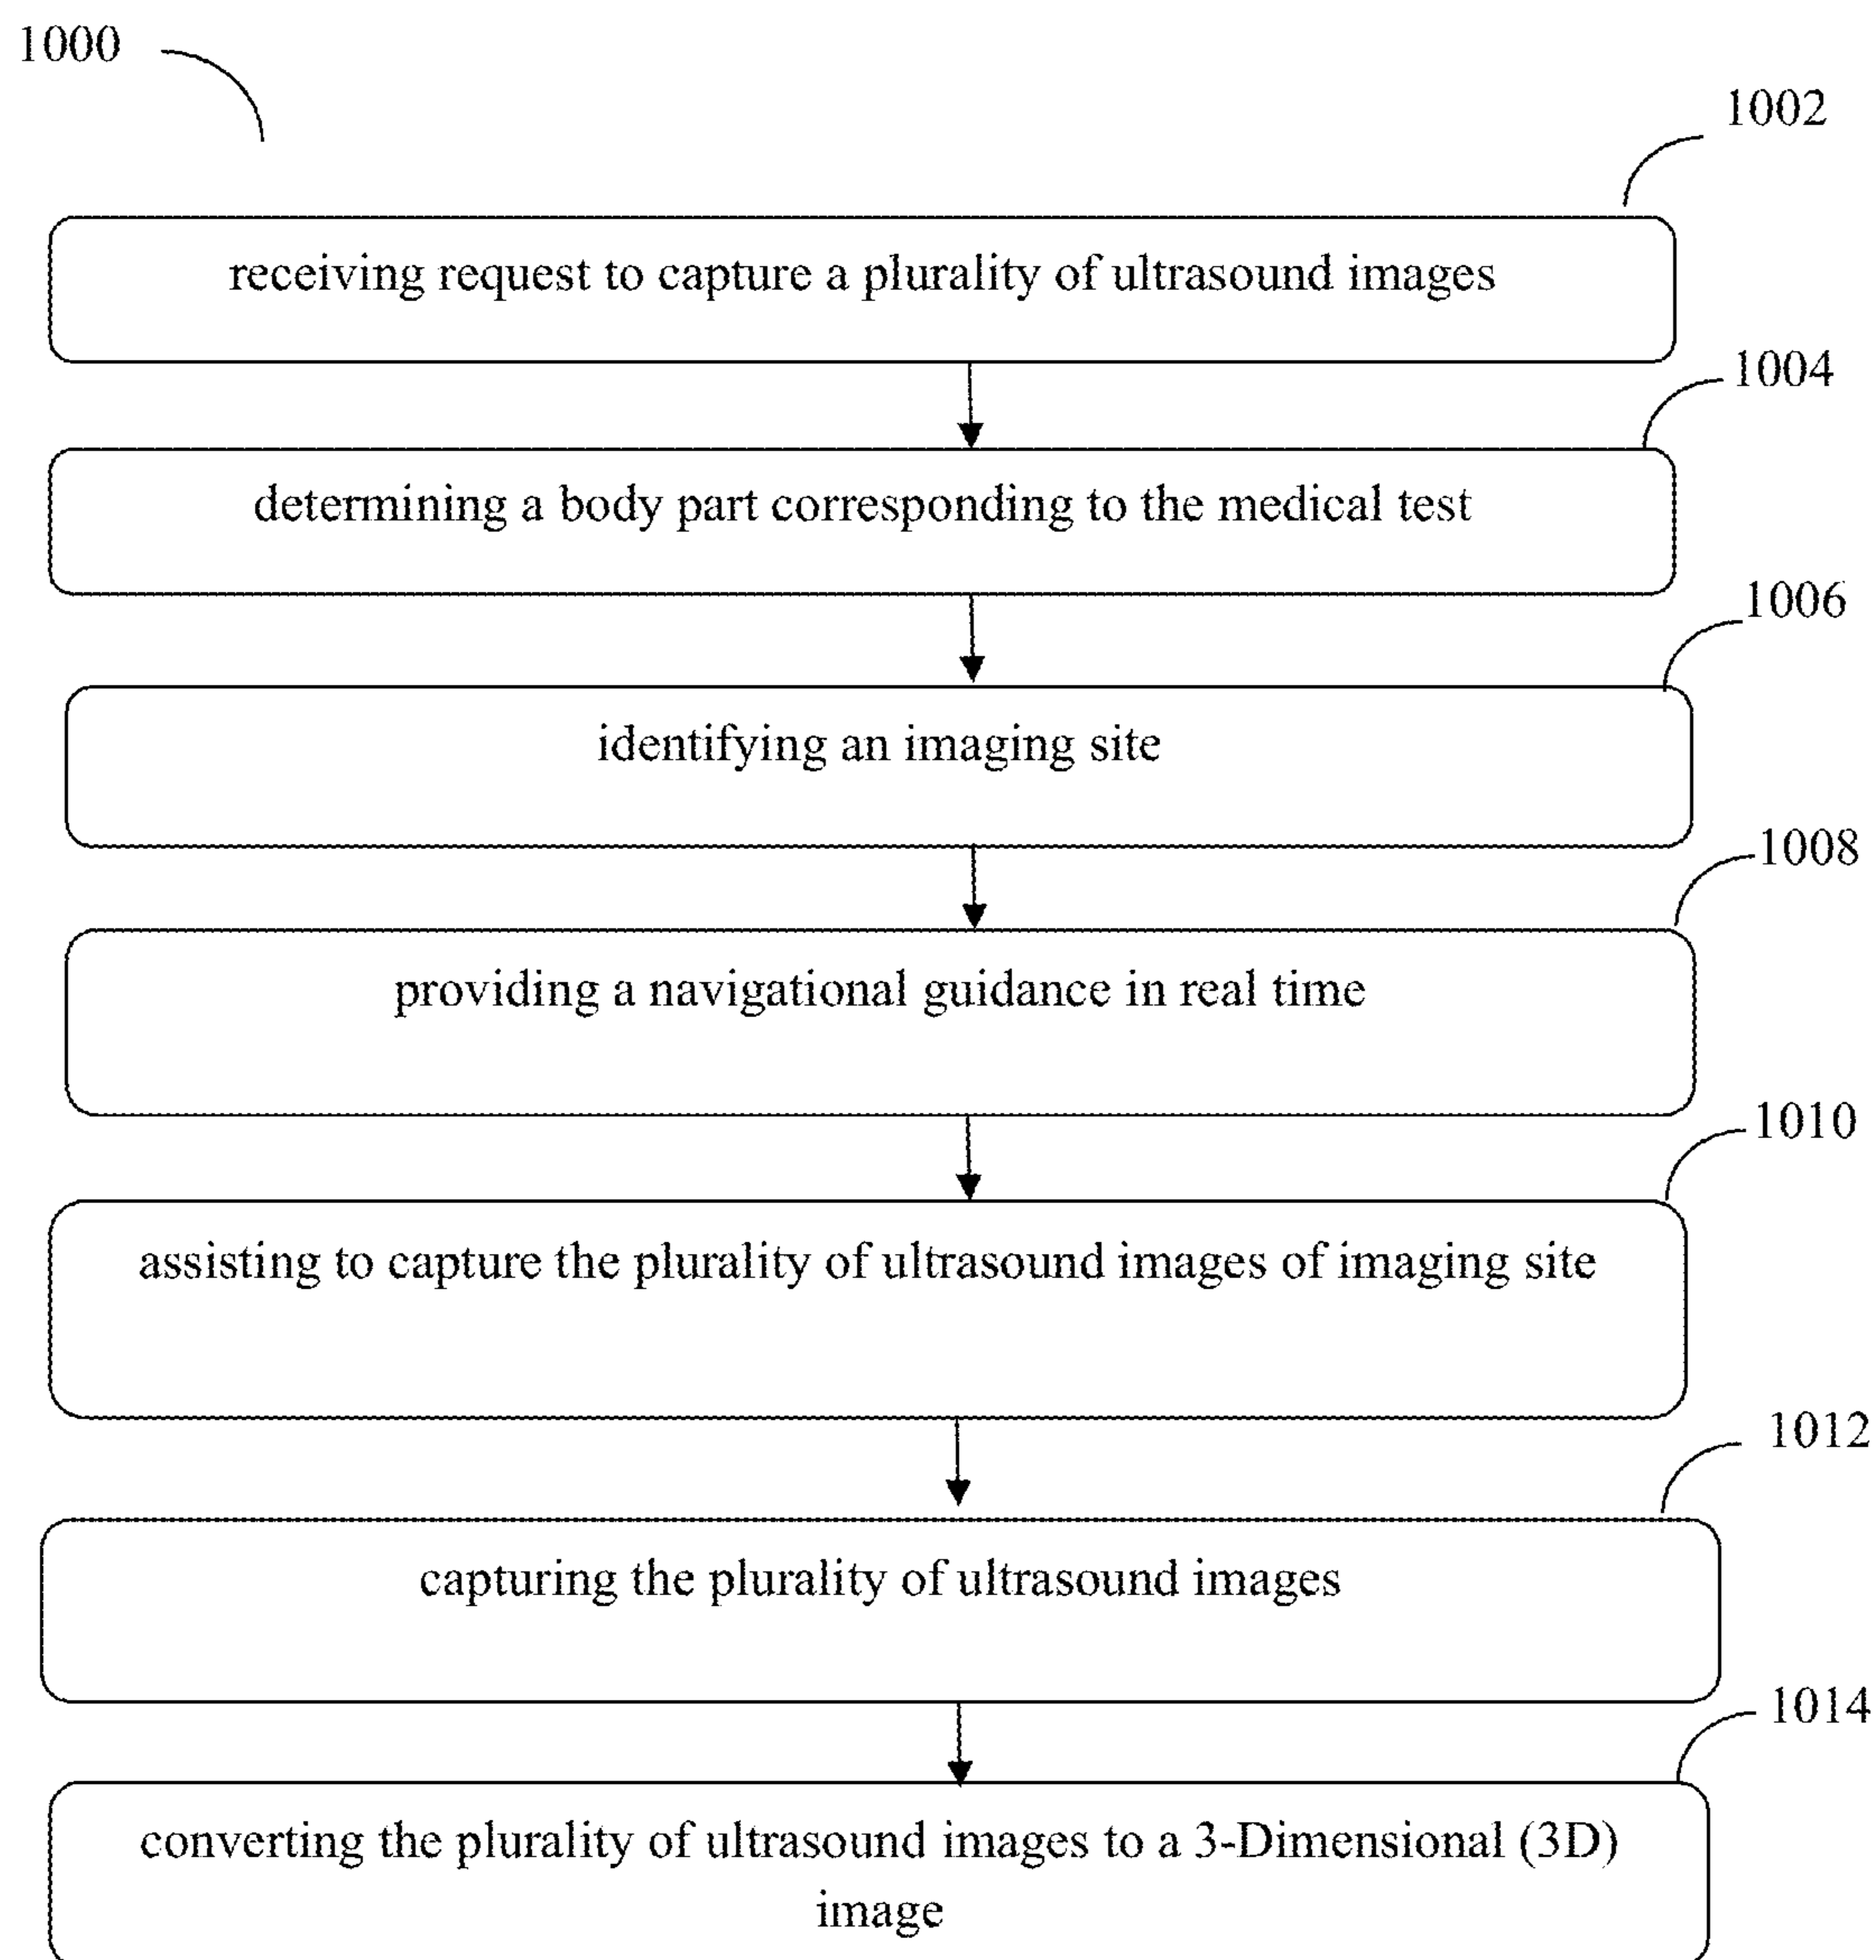 1000
1002
receiving request to capture a plurality of ultrasound images
1004
determining a body part corresponding to the medical test
1006
identifying an imaging site
1008
providing a navigational guidance in real time
1010
assisting to capture the plurality of ultrasound images of imaging site
1012
capturing the plurality of ultrasound images
1014
converting the plurality of ultrasound images to a 3-Dimensional (3D)
image